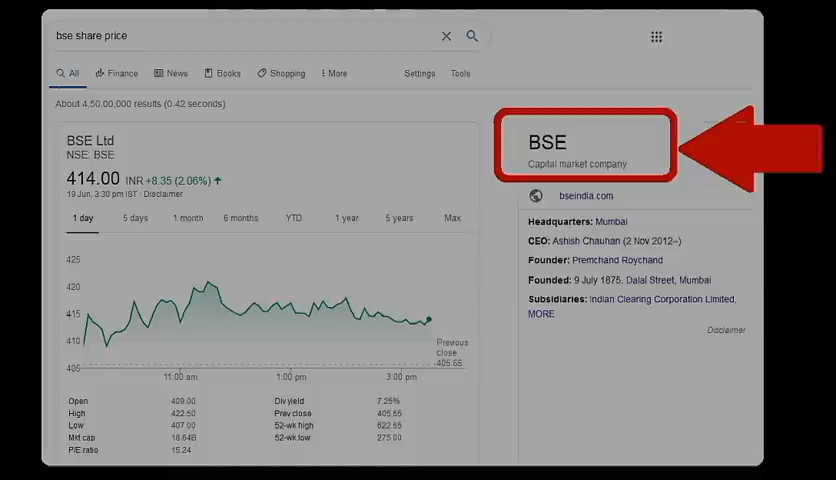 bse share price
All Finance News Books Shopping More Settings Tools
About 4,50,00,000 results (0.42 seconds)
BSE Ltd
NSE: BSE
414.00 INR +8.35 (2.06%)
19 Jun, 3:30 pm IST · Disclaimer
1 day 5 days 1 month 6 months YTD 1 year 5 years Max
425
420
415
410
405
Previous
close
405.65
11:00 am 1:00 pm 3:00 pm
Open 409.00 Div yield 7.25%
High 422.50 Prev close 405.65
Low 407.00 52-wk high 622.65
Mkt cap 18.64B 52-wk low 275.00
P/E ratio 15.24
BSE
Capital market company
bseindia.com
Headquarters: Mumbai
CEO: Ashish Chauhan (2 Nov 2012–)
Founder: Premchand Roychand
Founded: 9 July 1875, Dalal Street, Mumbai
Subsidiaries: Indian Clearing Corporation Limited,
MORE
Disclaimer